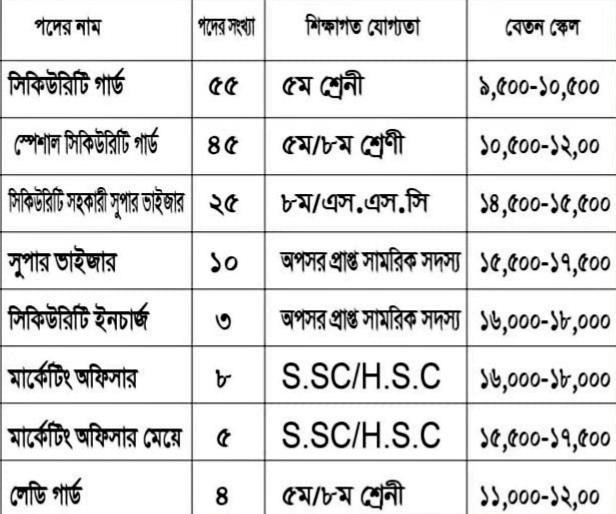 পদের নাম পদের সংখ্যা শিক্ষাগত যোগ্যতা বেতন স্কেল
সিকিউরিটি গার্ড ৫৫ ৫ম শ্রেনী ৯,৫০০-১০,৫০০
স্পেশাল সিকিউরিটি গার্ড ৪৫ ৫ম/৮ম শ্রেণী ১০,৫০০-১২,০০
সিকিউরিটি সহকারী সুপার ভাইজার ২৫ ৮ম/এস.এস.সি ১৪,৫০০-১৫,৫০০
সুপার ভাইজার ১০ অপসর প্রাপ্ত সামরিক সদস্য ১৫,৫০০-১৭,৫০০
সিকিউরিটি ইনচার্জ ৩ অপসর প্রাপ্ত সামরিক সদস্য ১৬,০০০-১৮,০০০
মার্কেটিং অফিসার ৮ S.SC/H.S.C ১৬,০০০-১৮,০০০
মার্কেটিং অফিসার মেয়ে ৫ S.SC/H.S.C ১৫,৫০০-১৭,৫০০
লেডি গার্ড ৪ ৫ম/৮ম শ্রেনী ১১,০০০-১২,০০